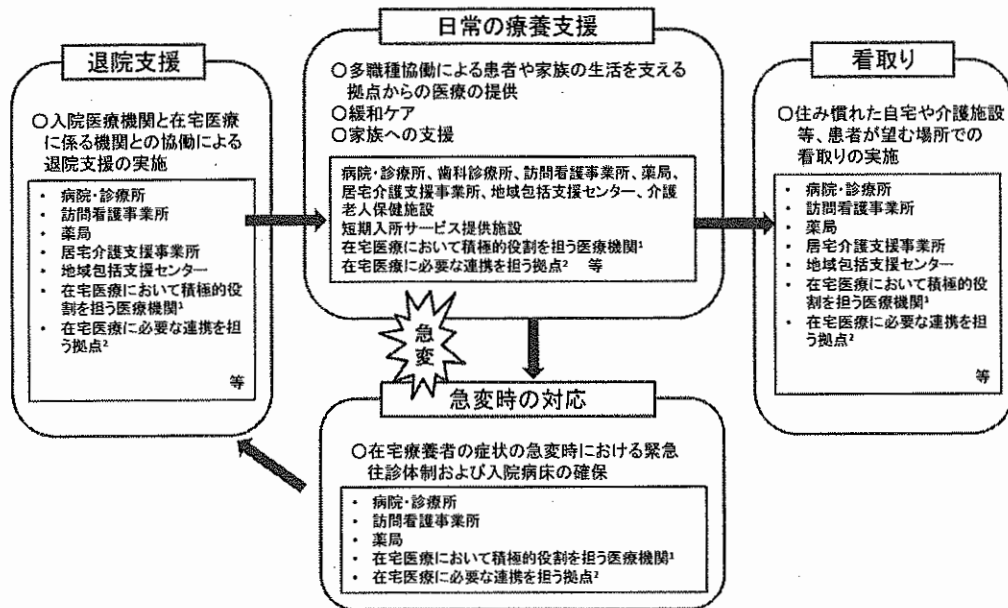 退院支援
○入院医療機関と在宅医療
に係る機関との協働による
退院支援の実施
・ 病院・診療所
・ 訪問看護事業所
・ 薬局
・ 居宅介護支援事業所
・ 地域包括支援センター
・ 在宅医療において積極的役
割を担う医療機関¹
・ 在宅医療に必要な連携を担
う拠点²
等
日常の療養支援
○多職種協働による患者や家族の生活を支える
拠点からの医療の提供
○緩和ケア
○家族への支援
病院・診療所、歯科診療所、訪問看護事業所、薬局、
居宅介護支援事業所、地域包括支援センター、介護
老人保健施設
短期入所サービス提供施設
在宅医療において積極的役割を担う医療機関¹
在宅医療に必要な連携を担う拠点² 等
急変
急変時の対応
○在宅療養者の症状の急変時における緊急
往診体制および入院病床の確保
・ 病院・診療所
・ 訪問看護事業所
・ 薬局
・ 在宅医療において積極的役割を担う医療機関¹
・ 在宅医療に必要な連携を担う拠点²
看取り
○住み慣れた自宅や介護施設
等、患者が望む場所での
看取りの実施
・ 病院・診療所
・ 訪問看護事業所
・ 薬局
・ 居宅介護支援事業所
・ 地域包括支援センター
・ 在宅医療において積極的役
割を担う医療機関¹
・ 在宅医療に必要な連携を担
う拠点²
等